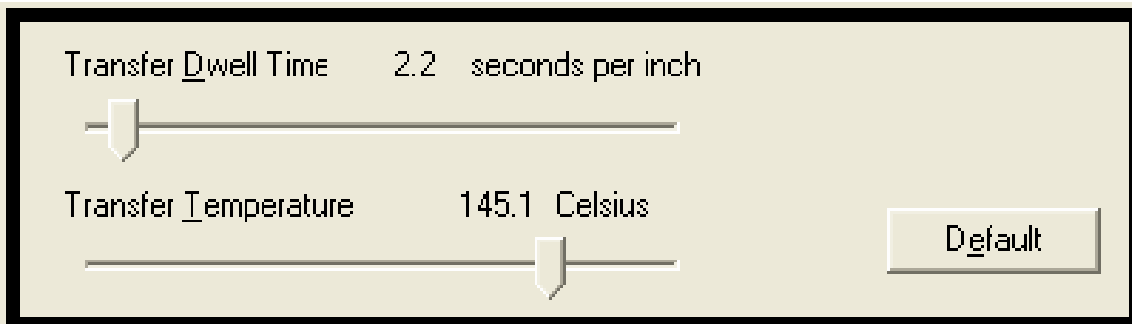 Transfer Dwell Time 2.2 seconds per inch
Transfer Temperature 145.1 Celsius
Default